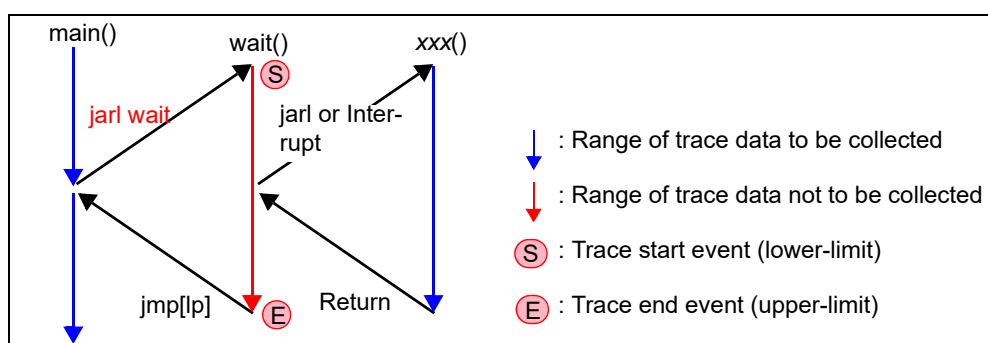 main()
wait()
xxx()
S
jarl wait
jarl or Inter-
rupt
jmp[lp]
E
Return
: Range of trace data to be collected
: Range of trace data not to be collected
S : Trace start event (lower-limit)
E : Trace end event (upper-limit)